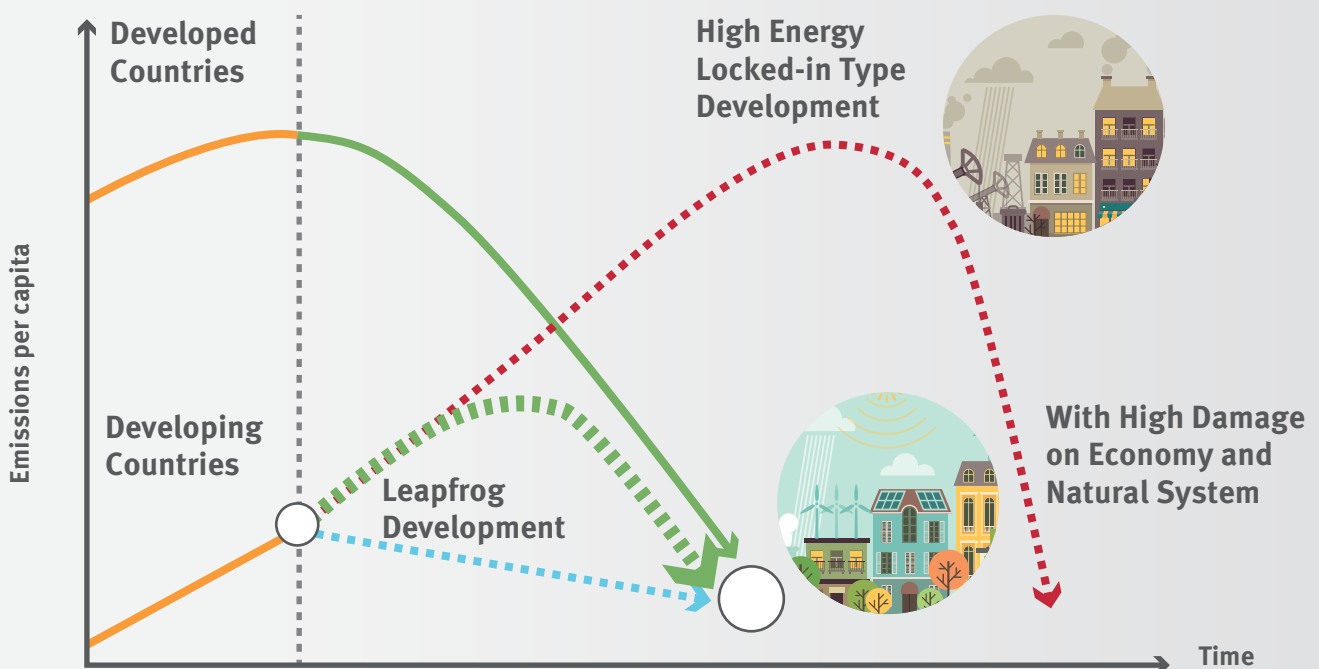 Developed
Countries
High Energy
Locked-in Type
Development
Emissions per capita
Developing
Countries
Leapfrog
Development
With High Damage
on Economy and
Natural System
Time